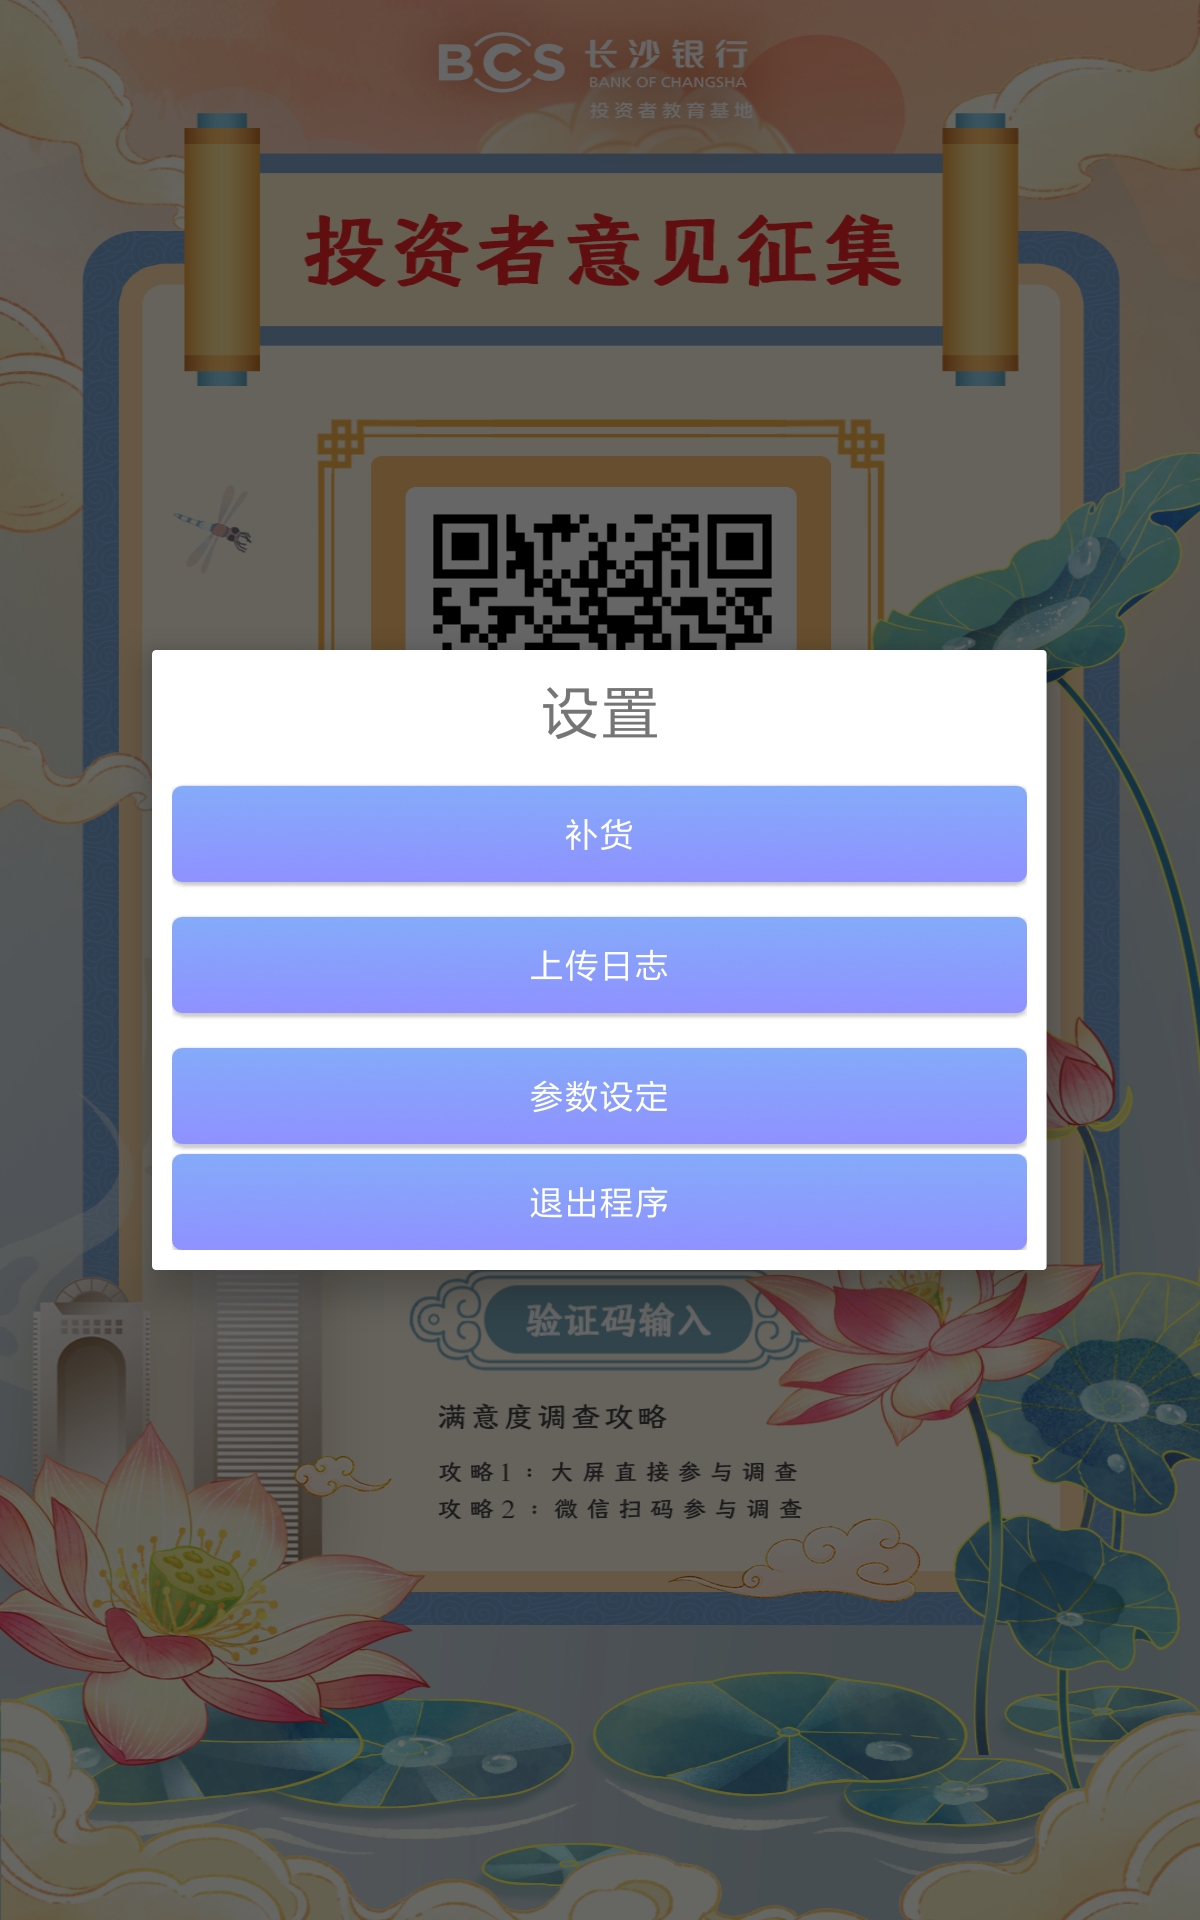 BCS 长沙银行
BANK OF CHANGSHA
投资者教育基地
投资者意见征集
设置
补货
上传日志
参数设定
退出程序
验证码输入
满意度调查攻略
攻略1：大屏直接参与调查
攻略2：微信扫码参与调查